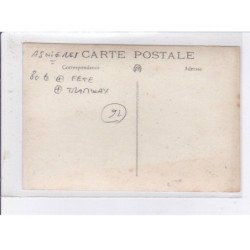 ASNIERES CARTE POSTALE
Correspondance Adresse
80 € @ FETE
@ TRAMWAY
92